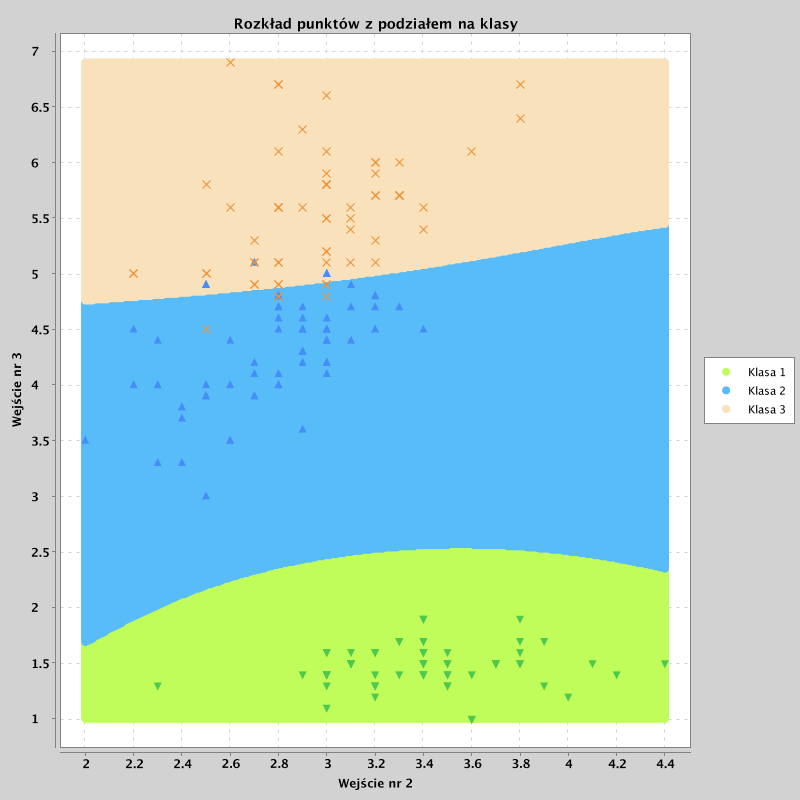 Rozkład punktów z podziałem na klasy
7
6.5
6
5.5
5
4.5
4
3.5
3
2.5
2
1.5
1
Wejście nr 3
2 2.2 2.4 2.6 2.8 3 3.2 3.4 3.6 3.8 4 4.2 4.4
Wejście nr 2
Klasa 1
Klasa 2
Klasa 3